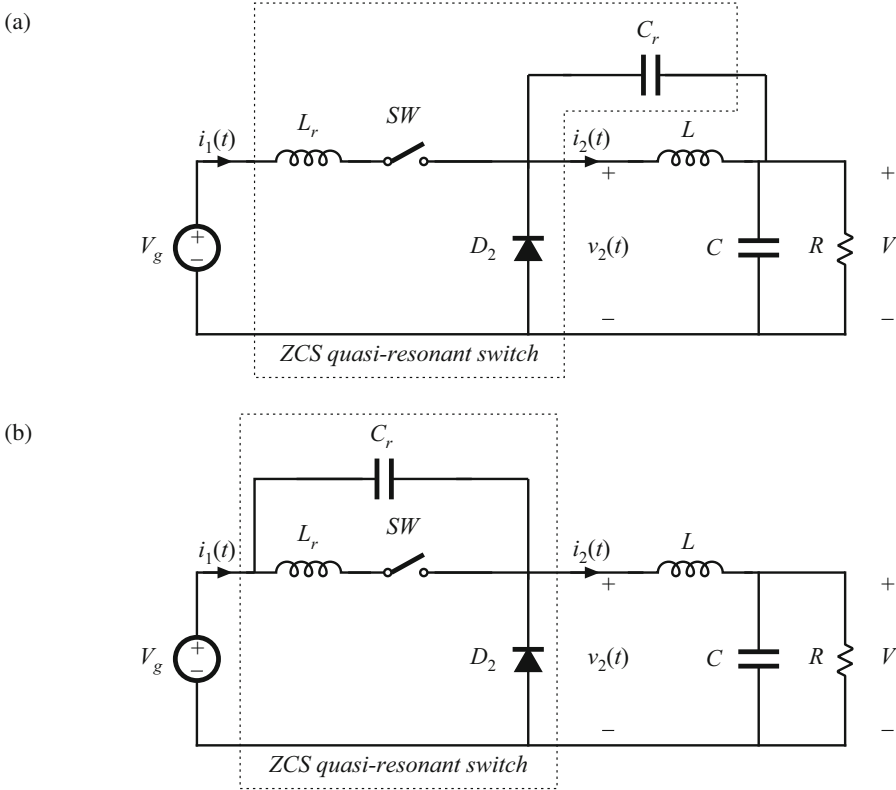 (a)
C_r
i_1(t)
L_r
SW
i_2(t)
L
+
+
V_g
+
−
D_2
v_2(t)
C
R
V
−
−
ZCS quasi-resonant switch
(b)
C_r
i_1(t)
L_r
SW
i_2(t)
L
+
+
V_g
+
−
D_2
v_2(t)
C
R
V
−
−
ZCS quasi-resonant switch